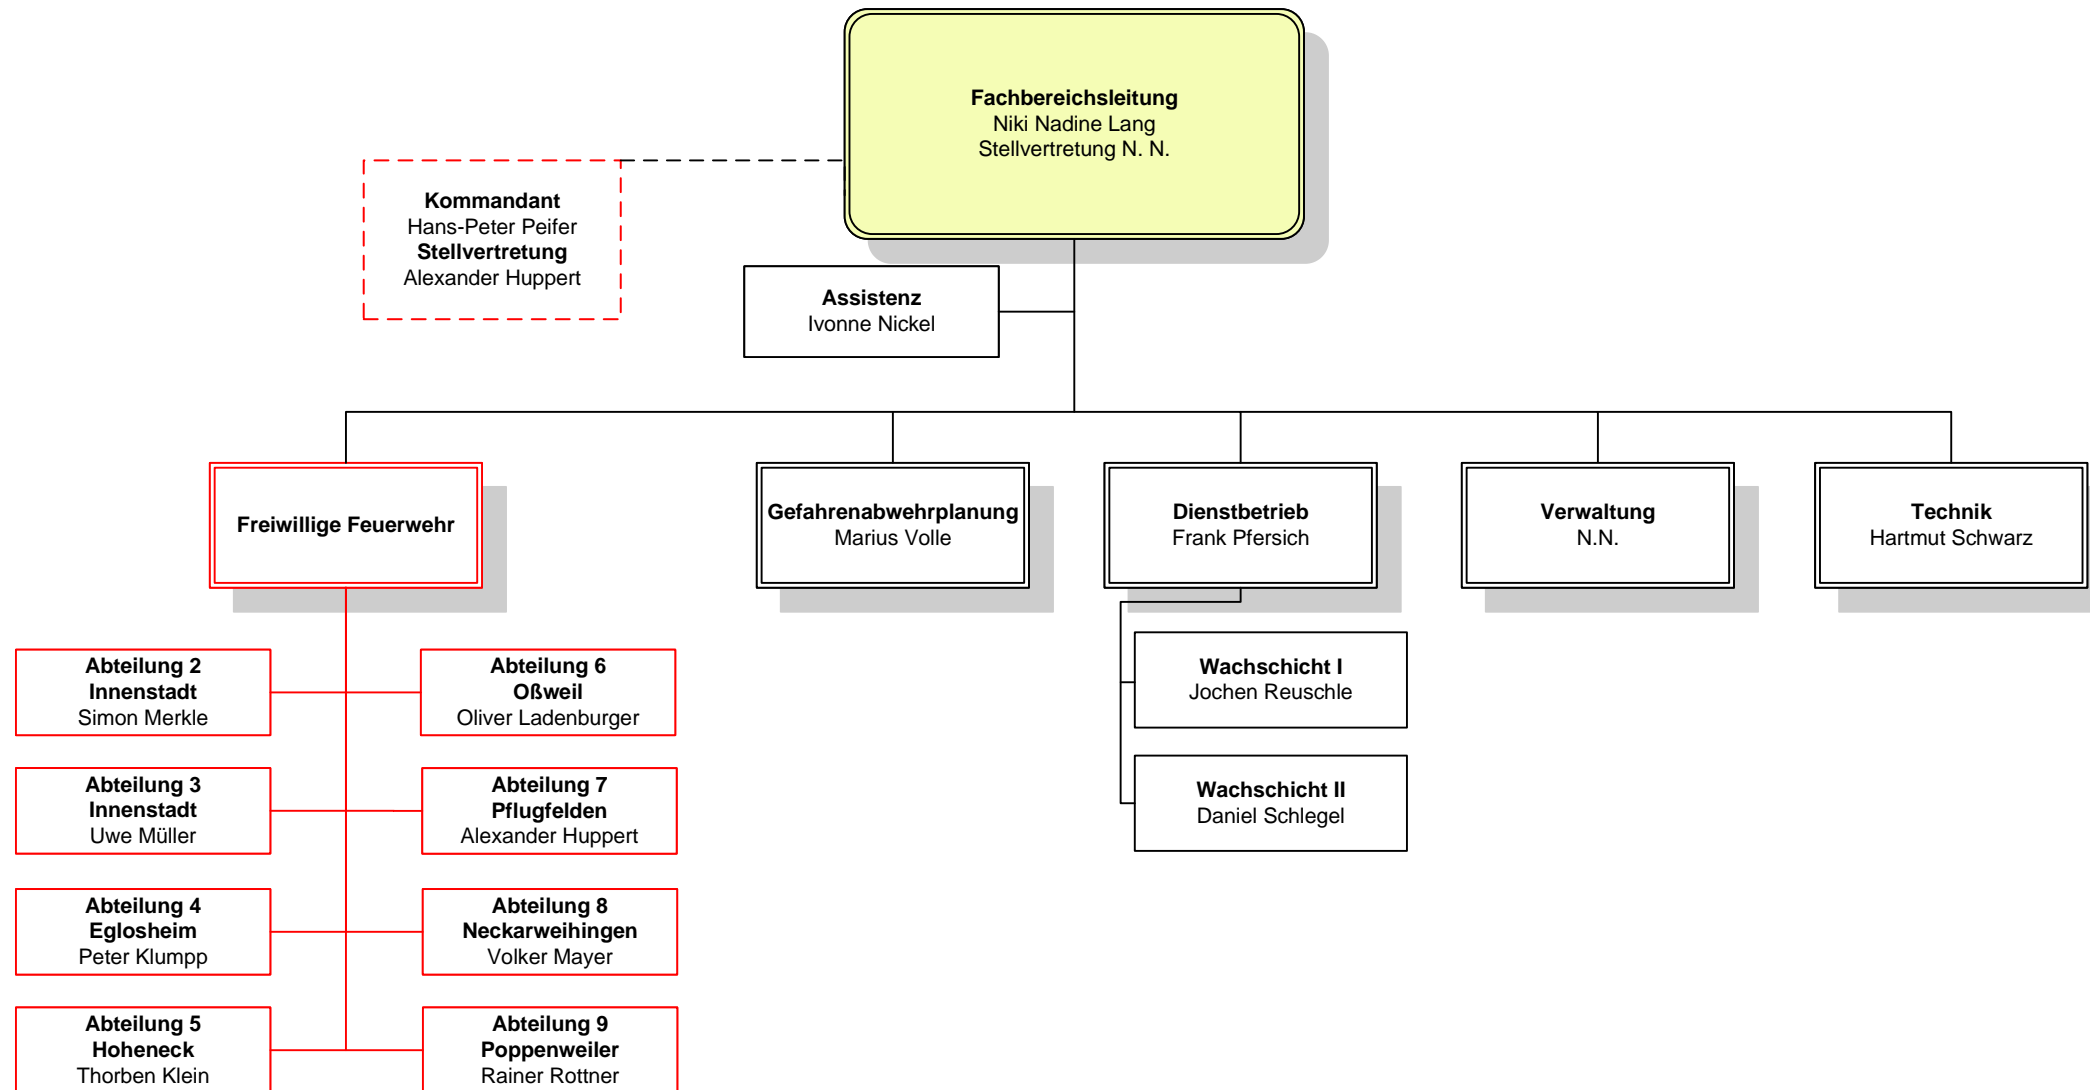 Fachbereichsleitung
Niki Nadine Lang
Stellvertretung N. N.
Kommandant
Hans-Peter Peifer
Stellvertretung
Alexander Huppert
Assistenz
Ivonne Nickel
Freiwillige Feuerwehr
Gefahrenabwehrplanung
Marius Volle
Dienstbetrieb
Frank Pfersich
Verwaltung
N.N.
Technik
Hartmut Schwarz
Abteilung 2
Innenstadt
Simon Merkle
Abteilung 6
Oßweil
Oliver Ladenburger
Wachschicht I
Jochen Reuschle
Abteilung 3
Innenstadt
Uwe Müller
Abteilung 7
Pflugfelden
Alexander Huppert
Wachschicht II
Daniel Schlegel
Abteilung 4
Eglosheim
Peter Klumpp
Abteilung 8
Neckarweihingen
Volker Mayer
Abteilung 5
Hoheneck
Thorben Klein
Abteilung 9
Poppenweiler
Rainer Rottner